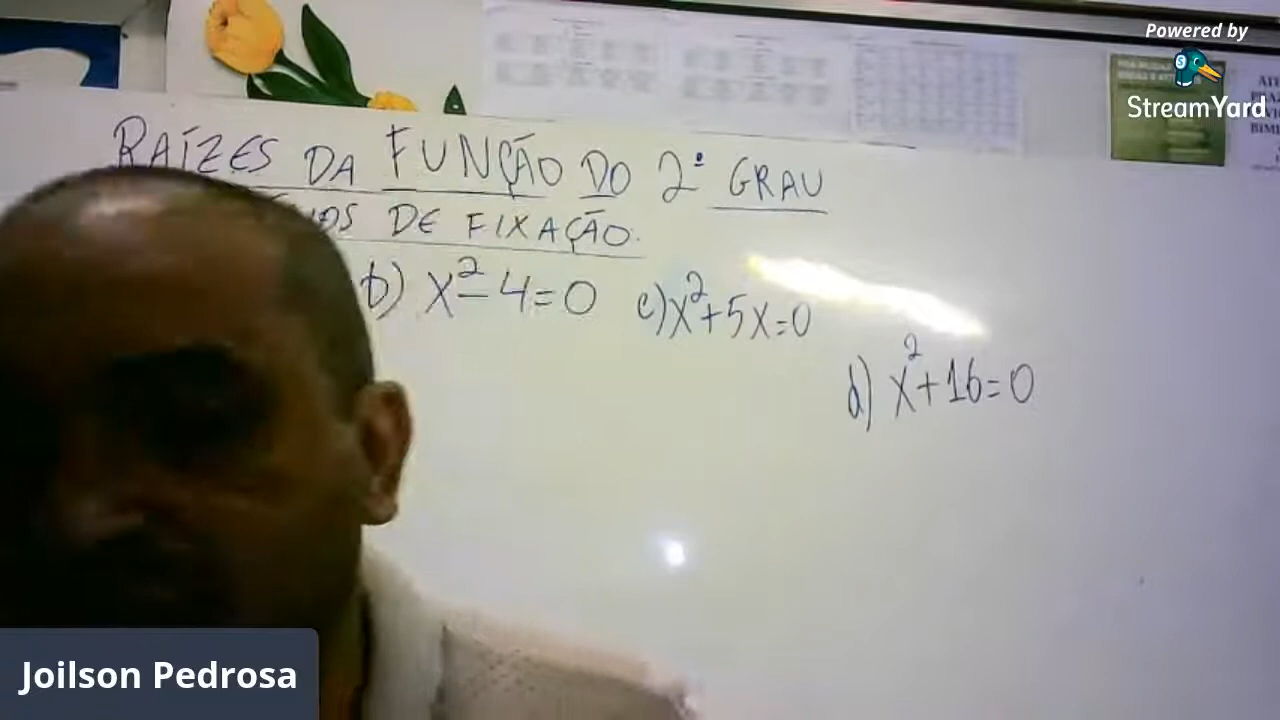 Powered by
StreamYard
RAÍZES DA FUNÇÃO DO 2º GRAU
DE FIXAÇÃO.
b) x²-4=0 c) x²+5x=0
d) x²+16=0
Joilson Pedrosa